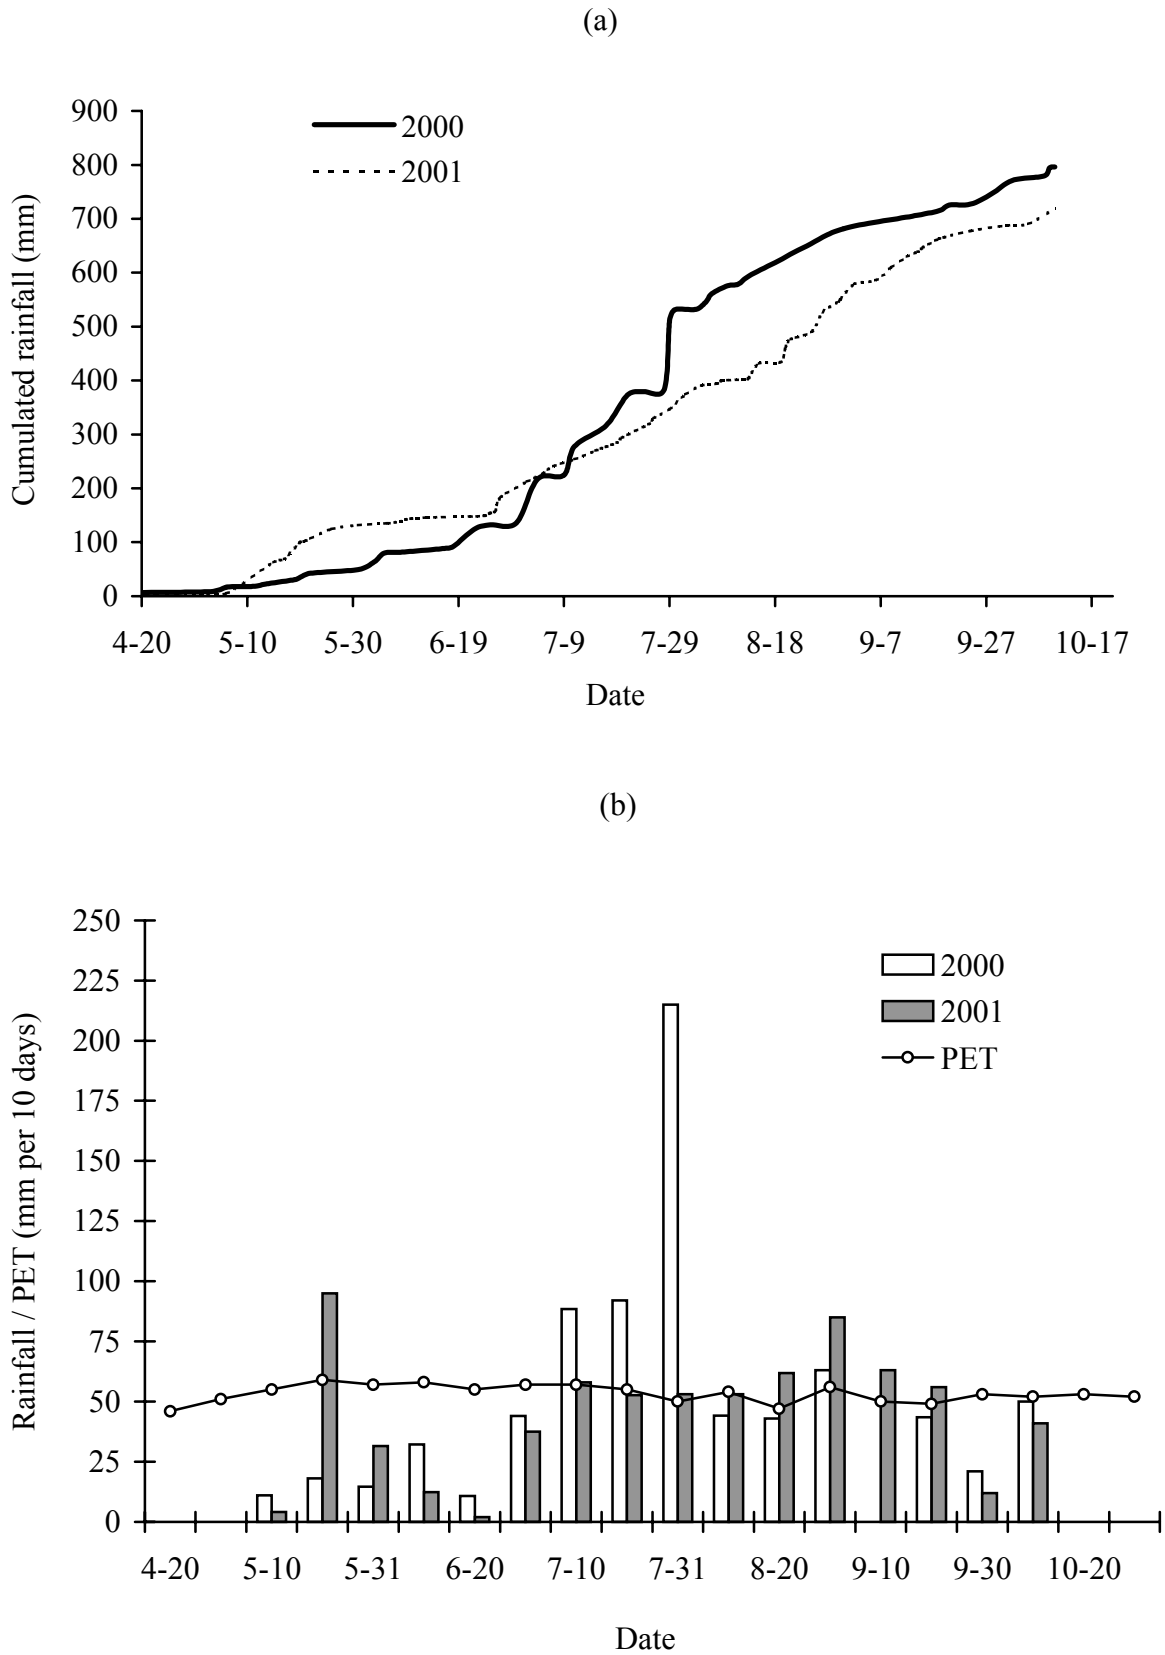 (a)
900
800
700
600
500
400
300
200
100
0
Cumulated rainfall (mm)
2000
2001
4-20 5-10 5-30 6-19 7-9 7-29 8-18 9-7 9-27 10-17
Date
(b)
250
225
200
175
150
125
100
75
50
25
0
Rainfall / PET (mm per 10 days)
2000
2001
PET
4-20 5-10 5-31 6-20 7-10 7-31 8-20 9-10 9-30 10-20
Date